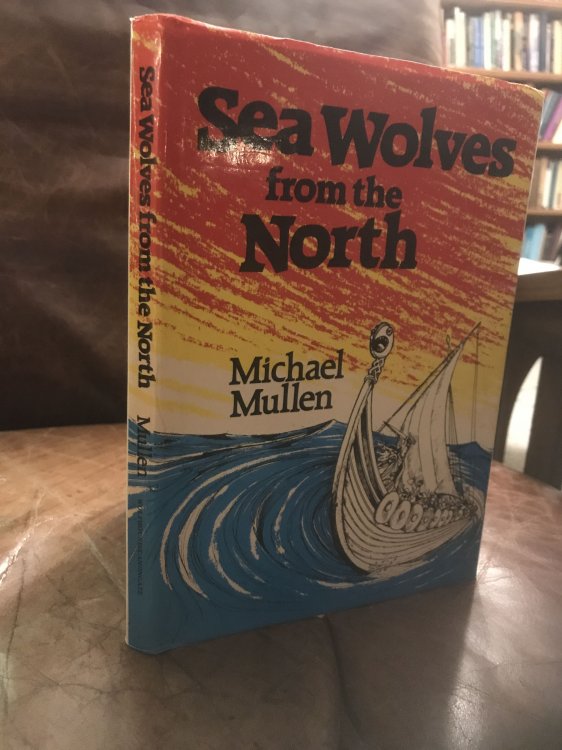 Sea Wolves
from the
North
Michael
Mullen
Sea Wolves from the North
Mullen